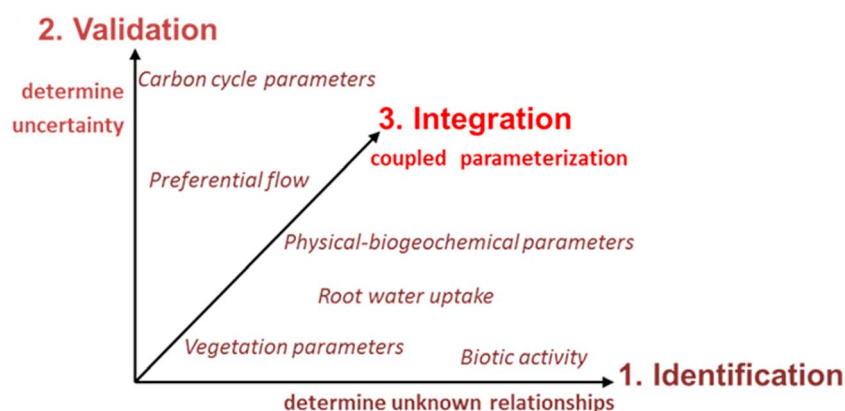 2. Validation
Carbon cycle parameters
determine
uncertainty
3. Integration
coupled parameterization
Preferential flow
Physical-biogeochemical parameters
Root water uptake
Vegetation parameters
Biotic activity
1. Identification
determine unknown relationships